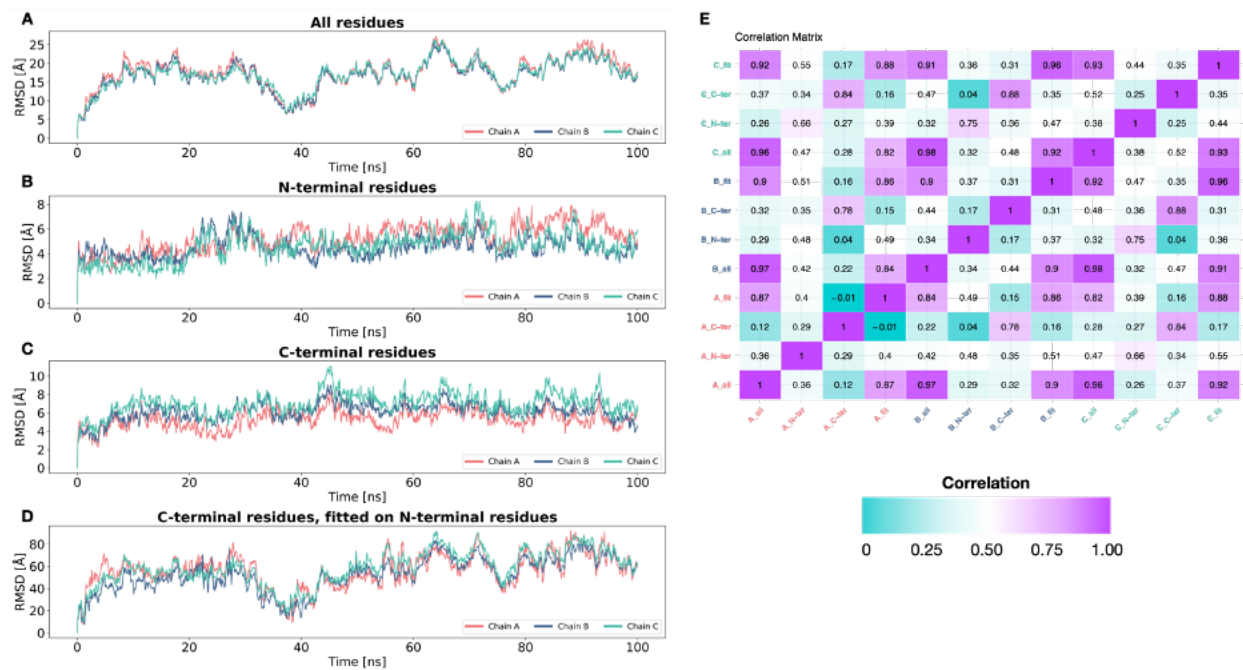 A
All residues
RMSD [Å]
25
20
15
10
5
0
0
20
40
60
80
100
Chain A
Chain B
Chain C
Time [ns]
B
N-terminal residues
RMSD [Å]
8
6
4
2
0
0
20
40
60
80
100
Chain A
Chain B
Chain C
Time [ns]
C
C-terminal residues
RMSD [Å]
10
8
6
4
2
0
0
20
40
60
80
100
Chain A
Chain B
Chain C
Time [ns]
D
C-terminal residues, fitted on N-terminal residues
RMSD [Å]
80
60
40
20
0
0
20
40
60
80
100
Chain A
Chain B
Chain C
Time [ns]
E
Correlation Matrix
C_fit 0.92 0.55 0.17 0.88 0.91 0.36 0.31 0.96 0.93 0.44 0.35 1
C_C-ter 0.37 0.34 0.84 0.16 0.47 0.04 0.88 0.35 0.52 0.25 1 0.35
C_N-ter 0.26 0.66 0.27 0.39 0.32 0.75 0.36 0.47 0.38 1 0.25 0.44
C_all 0.96 0.47 0.28 0.82 0.98 0.32 0.48 0.92 1 0.38 0.52 0.93
B_fit 0.9 0.51 0.16 0.86 0.9 0.37 0.31 1 0.92 0.47 0.35 0.96
B_C-ter 0.32 0.35 0.78 0.15 0.44 0.17 1 0.31 0.48 0.36 0.88 0.31
B_N-ter 0.29 0.48 0.04 0.49 0.34 1 0.17 0.37 0.32 0.75 0.04 0.36
B_all 0.97 0.42 0.22 0.84 1 0.34 0.44 0.9 0.98 0.32 0.47 0.91
A_fit 0.87 0.4 −0.01 1 0.84 0.49 0.15 0.86 0.82 0.39 0.16 0.88
A_C-ter 0.12 0.29 1 −0.01 0.22 0.04 0.78 0.16 0.28 0.27 0.84 0.17
A_N-ter 0.36 1 0.29 0.4 0.42 0.48 0.35 0.51 0.47 0.66 0.34 0.55
A_all 1 0.36 0.12 0.87 0.97 0.29 0.32 0.9 0.96 0.26 0.37 0.92
A_all A_N-ter A_C-ter A_fit B_all B_N-ter B_C-ter B_fit C_all C_N-ter C_C-ter C_fit
Correlation
0 0.25 0.50 0.75 1.00